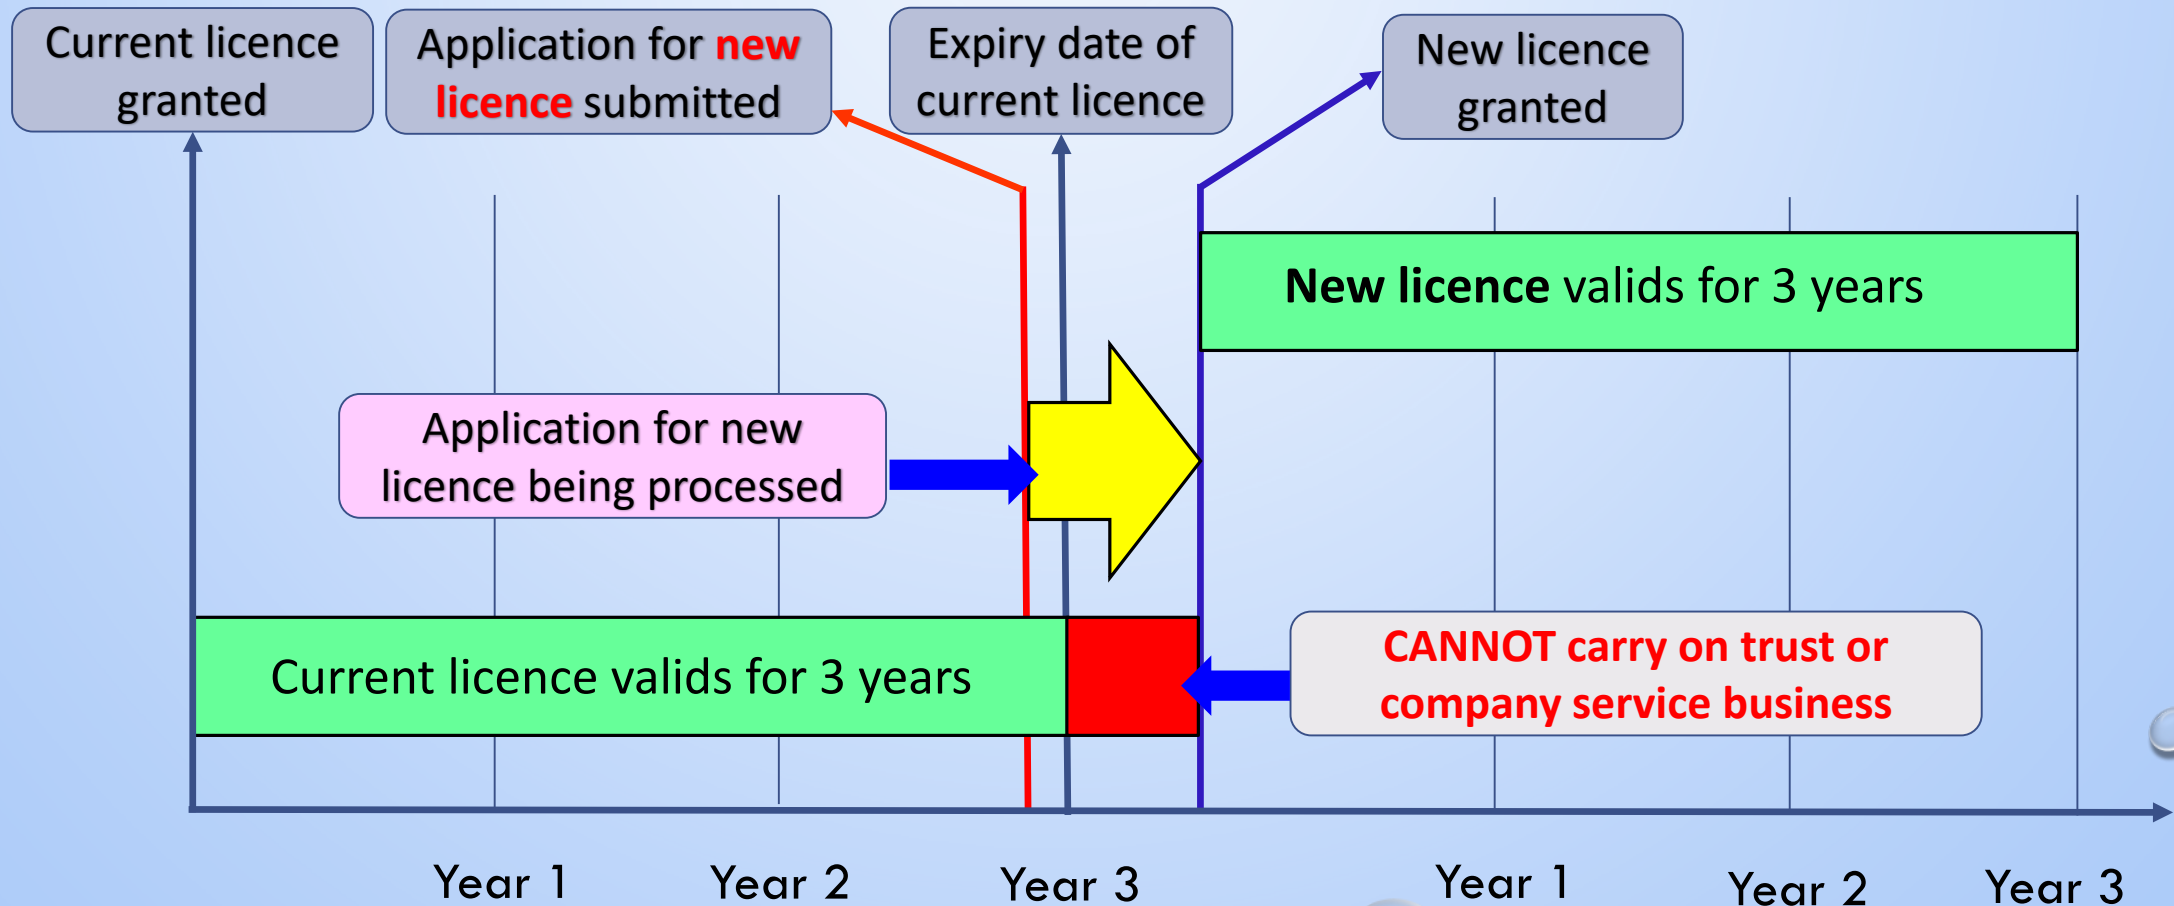 Current licence
granted
Application for new
licence submitted
Expiry date of
current licence
New licence
granted
New licence valids for 3 years
Application for new
licence being processed
Current licence valids for 3 years
CANNOT carry on trust or
company service business
Year 1
Year 2
Year 3
Year 1
Year 2
Year 3